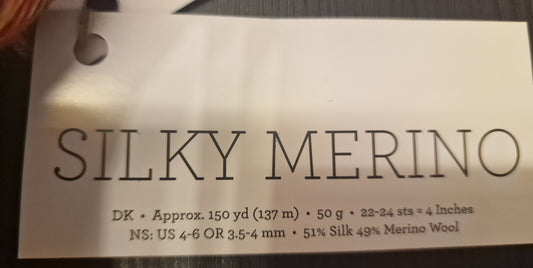 SILKY MERINO
DK • Approx. 150 yd (137 m) • 50 g • 22-24 sts = 4 Inches
NS: US 4-6 OR 3.5-4 mm • 51% Silk 49% Merino Wool